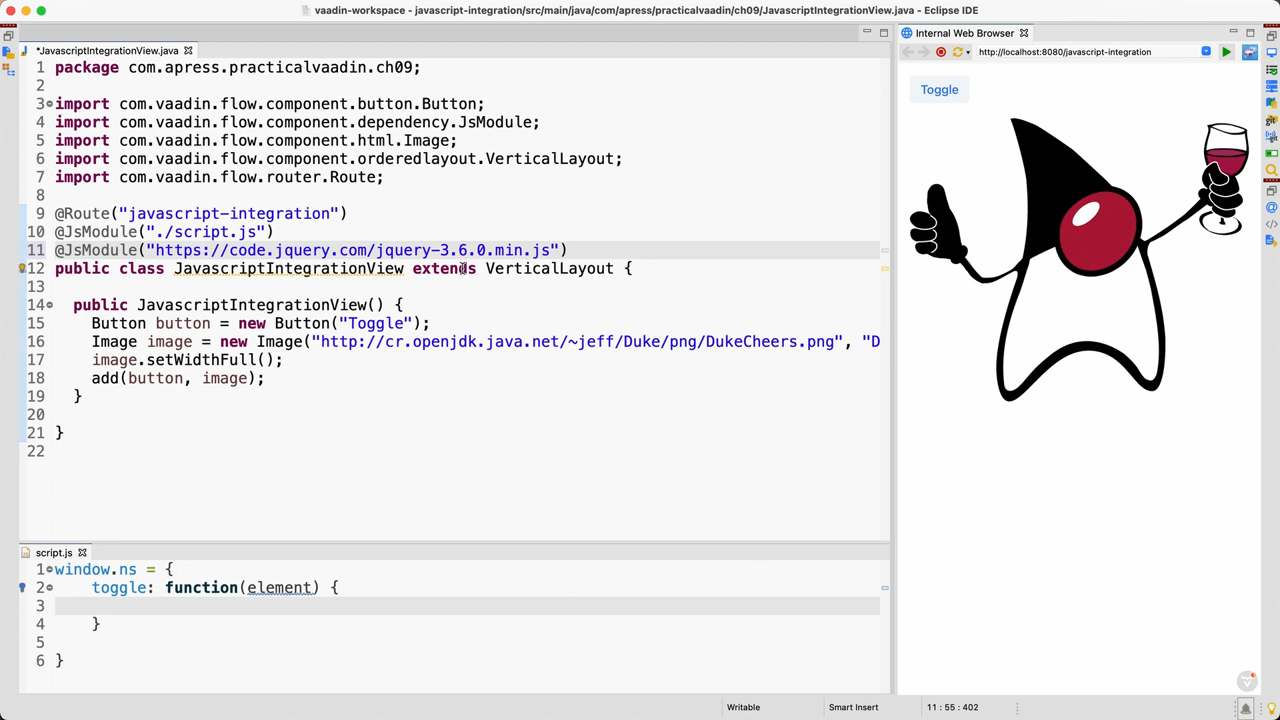 vaadin-workspace - javascript-integration/src/main/java/com/apress/practicalvaadin/ch09/JavascriptIntegrationView.java - Eclipse IDE
*JavascriptIntegrationView.java
1 package com.apress.practicalvaadin.ch09;
2
3 import com.vaadin.flow.component.button.Button;
4 import com.vaadin.flow.component.dependency.JsModule;
5 import com.vaadin.flow.component.html.Image;
6 import com.vaadin.flow.component.orderedlayout.VerticalLayout;
7 import com.vaadin.flow.router.Route;
8
9 @Route("javascript-integration")
10 @JsModule("./script.js")
11 @JsModule("https://code.jquery.com/jquery-3.6.0.min.js")
12 public class JavascriptIntegrationView extends VerticalLayout {
13
14 public JavascriptIntegrationView() {
15 Button button = new Button("Toggle");
16 Image image = new Image("http://cr.openjdk.java.net/~jeff/Duke/png/DukeCheers.png", "D
17 image.setWidthFull();
18 add(button, image);
19 }
20
21 }
22
script.js
1 window.ns = {
2 toggle: function(element) {
3
4 }
5
6 }
Internal Web Browser
http://localhost:8080/javascript-integration
Toggle
Writable
Smart Insert
11 : 55 : 402